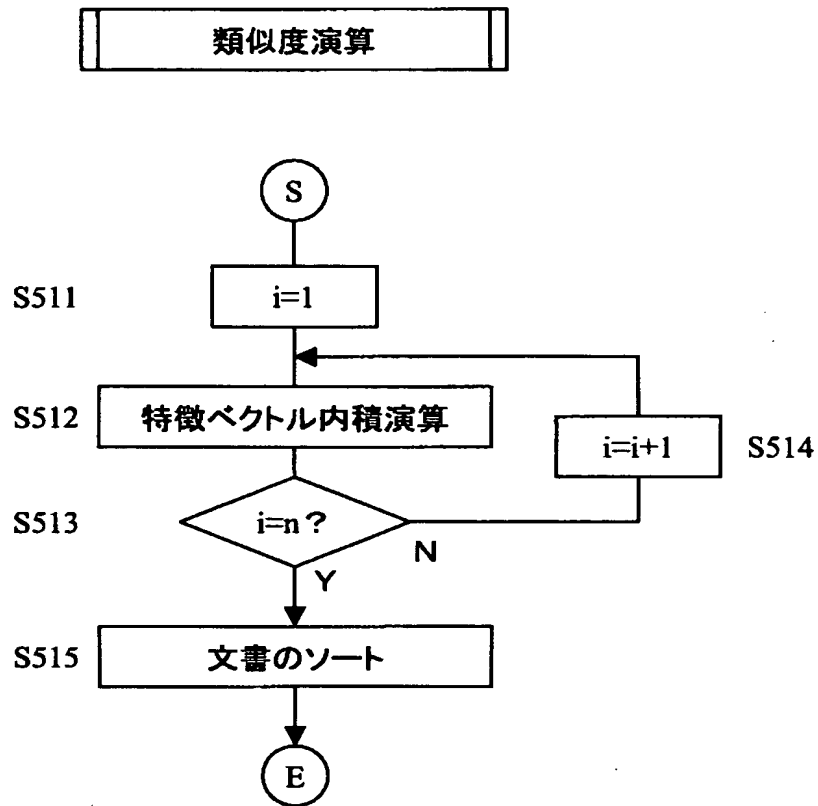 類似度演算
S
S511
i=1
S512
特徴ベクトル内積演算
i=i+1
S514
S513
i=n?
N
Y
S515
文書のソート
E